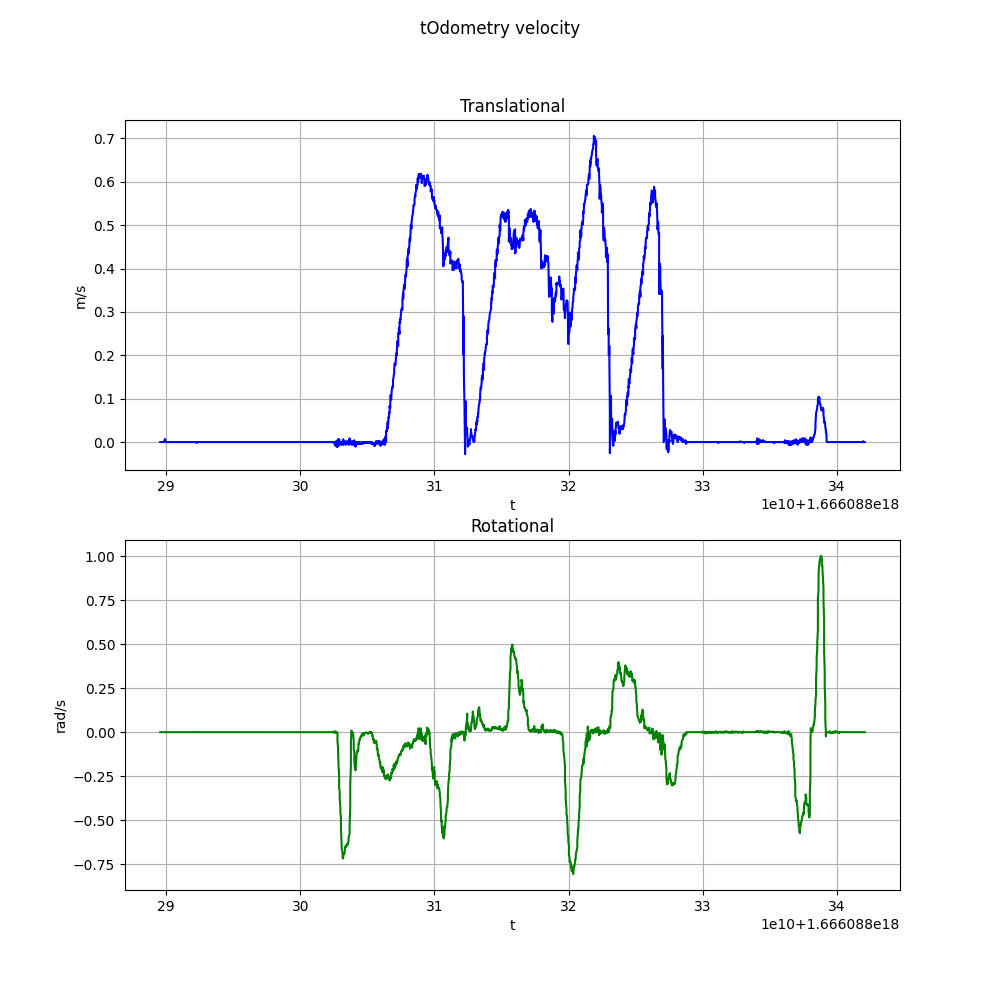 tOdometry velocity
Translational
0.7
0.6
0.5
0.4
0.3
0.2
0.1
0.0
m/s
29 30 31 32 33 34
t
1e10+1.666088e18
Rotational
1.00
0.75
0.50
0.25
0.00
−0.25
−0.50
−0.75
rad/s
29 30 31 32 33 34
t
1e10+1.666088e18